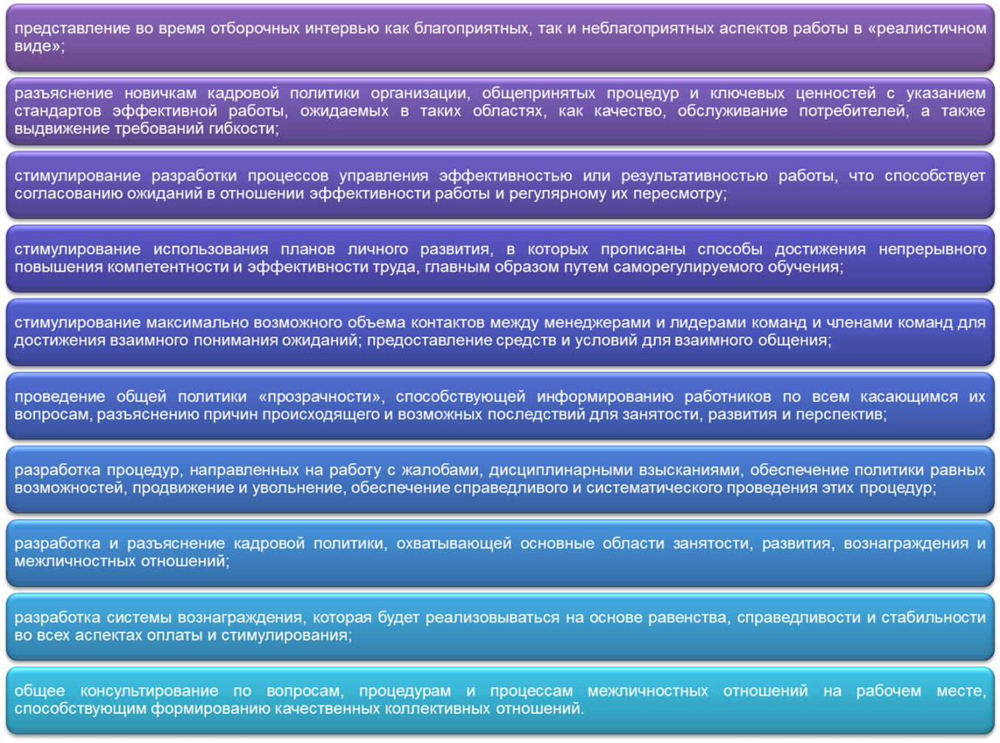 представление во время отборочных интервью как благоприятных, так и неблагоприятных аспектов работы в «реалистичном
виде»;
разъяснение новичкам кадровой политики организации, общепринятых процедур и ключевых ценностей с указанием
стандартов эффективной работы, ожидаемых в таких областях, как качество, обслуживание потребителей, а также
выдвижение требований гибкости;
стимулирование разработки процессов управления эффективностью или результативностью работы, что способствует
согласованию ожиданий в отношении эффективности работы и регулярному их пересмотру;
стимулирование использования планов личного развития, в которых прописаны способы достижения непрерывного
повышения компетентности и эффективности труда, главным образом путем саморегулируемого обучения;
стимулирование максимально возможного объема контактов между менеджерами и лидерами команд и членами команд для
достижения взаимного понимания ожиданий; предоставление средств и условий для взаимного общения;
проведение общей политики «прозрачности», способствующей информированию работников по всем касающимся их
вопросам, разъяснению причин происходящего и возможных последствий для занятости, развития и перспектив;
разработка процедур, направленных на работу с жалобами, дисциплинарными взысканиями, обеспечение политики равных
возможностей, продвижение и увольнение, обеспечение справедливого и систематического проведения этих процедур;
разработка и разъяснение кадровой политики, охватывающей основные области занятости, развития, вознаграждения и
межличностных отношений;
разработка системы вознаграждения, которая будет реализовываться на основе равенства, справедливости и стабильности
во всех аспектах оплаты и стимулирования;
общее консультирование по вопросам, процедурам и процессам межличностных отношений на рабочем месте,
способствующим формированию качественных коллективных отношений.